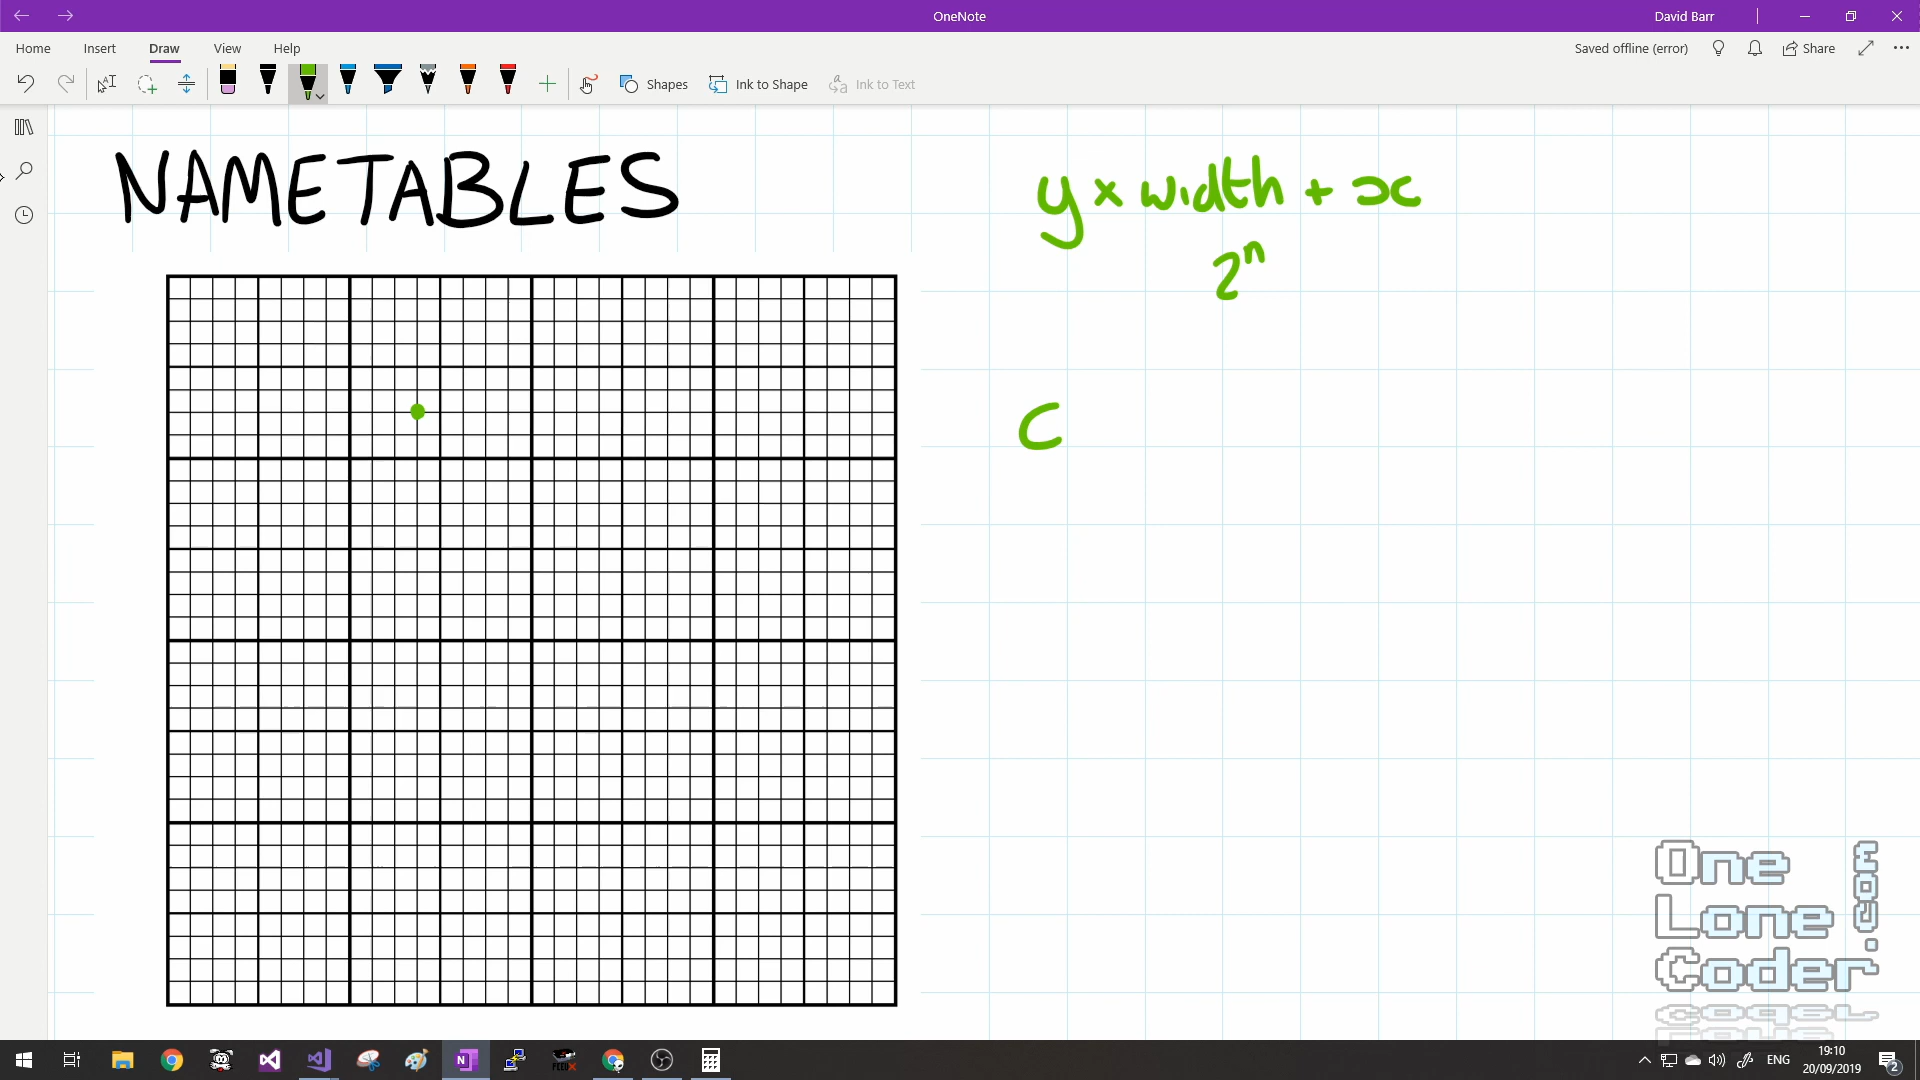 OneNote
David Barr
Home Insert Draw View Help
Saved offline (error)
Share
Shapes
Ink to Shape
Ink to Text
NAMETABLES
y x width + x
2ⁿ
C
One
Lone
Coder
.com
N
ENG
19:10
20/09/2019
2